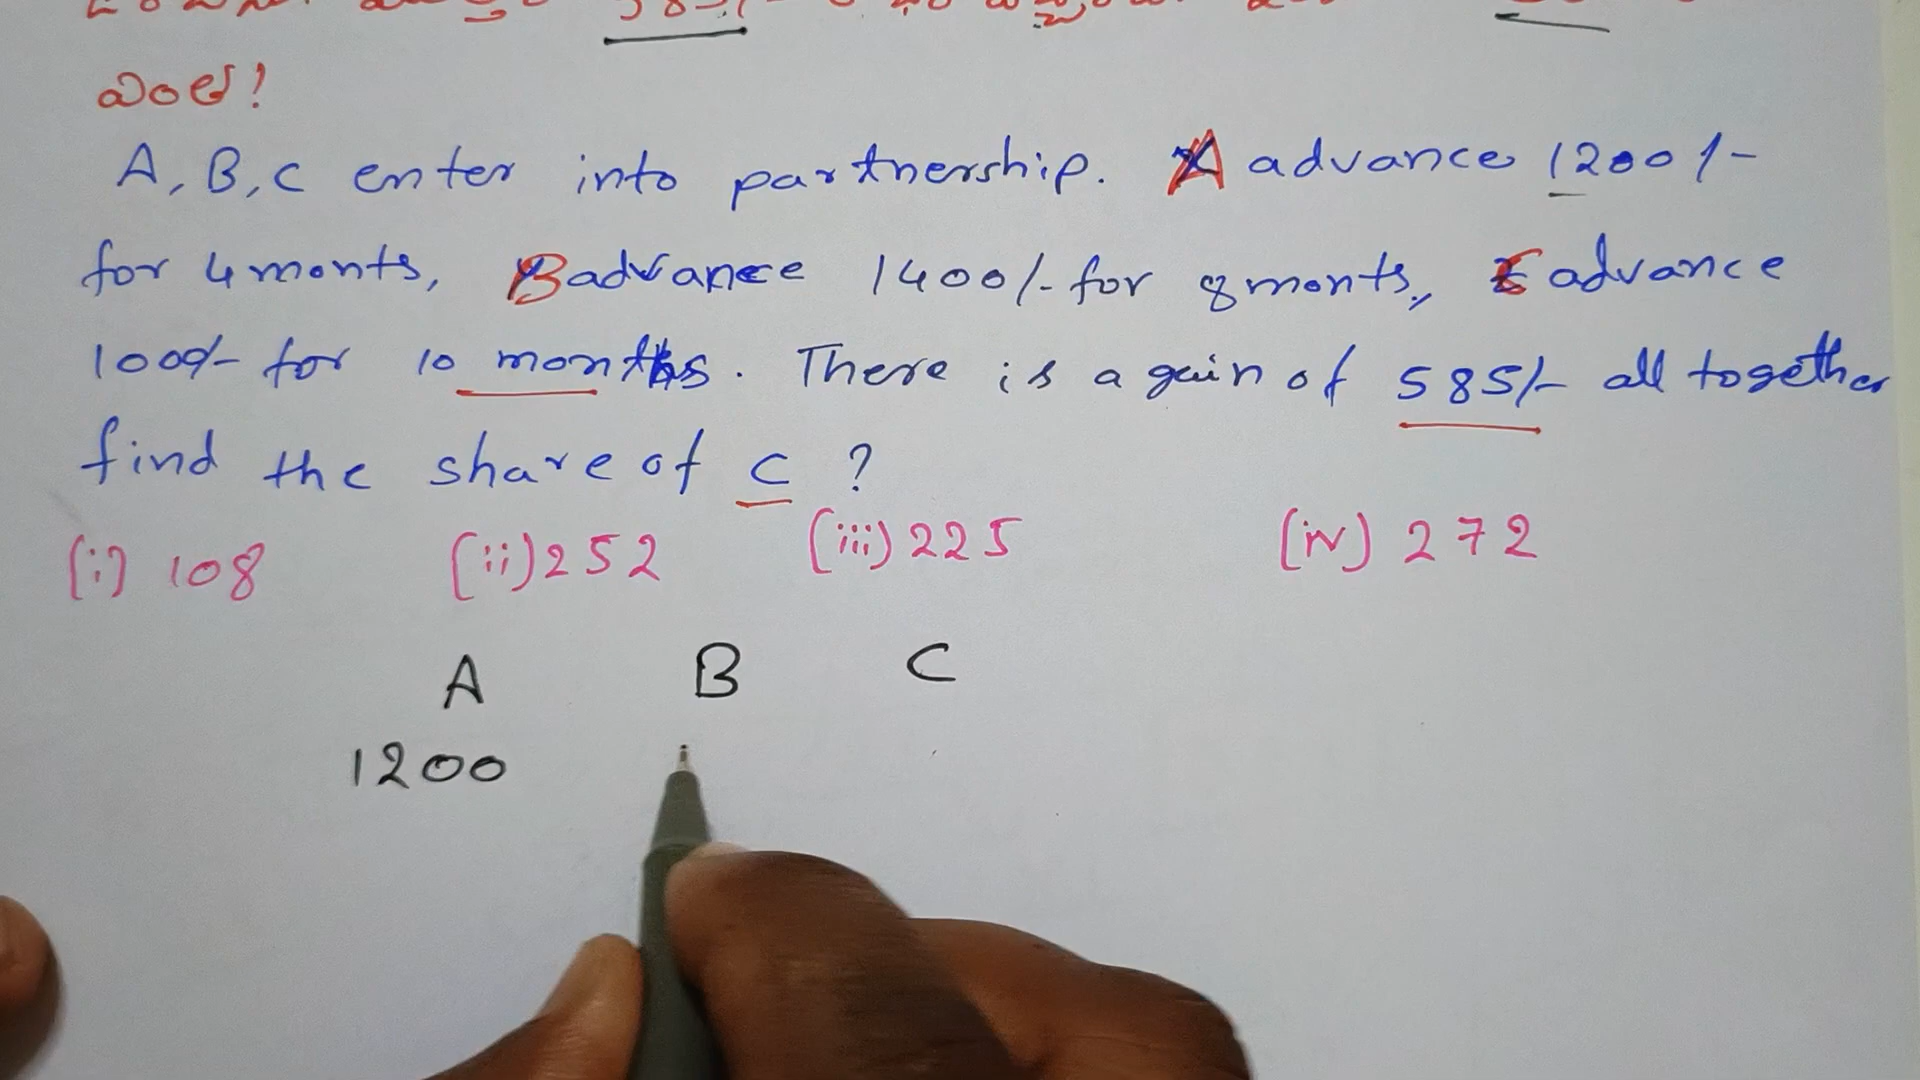 585/-
ఎంత?
A, B, C enter into partnership. A advance 1200/-
for 4 monts, B advance 1400/- for 8 monts, C advance
1000/- for 10 months. There is a gain of 585/- all together
find the share of C ?
(i) 108 (ii) 252 (iii) 225 (iv) 272
A B C
1200